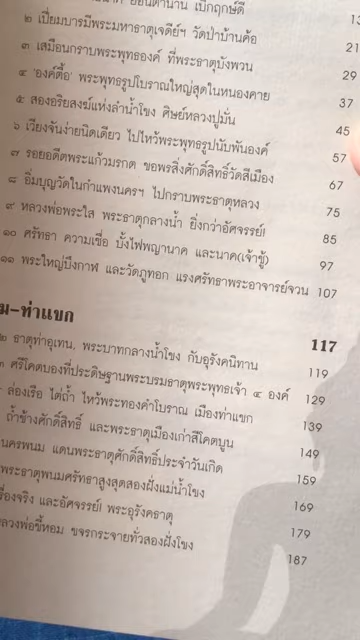 ตำนาน เบิกฤกษ์ดี 13
๒ เปี่ยมบารมีพระมหาธาตุเจดีย์ฯ วัดป่าบ้านค้อ 21
๓ เสมือนกราบพระพุทธองค์ ที่พระธาตุบังพวน 29
๔ 'องค์ตื้อ' พระพุทธรูปโบราณใหญ่สุดในหนองคาย 37
๕ สองอริยสงฆ์แห่งลำน้ำโขง ศิษย์หลวงปู่มั่น 45
๖ เวียงจันง่ายนิดเดียว ไปไหว้พระพุทธรูปนับพันองค์ 57
๗ รอยอดีตพระแก้วมรกต ขอพรสิ่งศักดิ์สิทธิ์วัดสีเมือง 67
๘ อิ่มบุญวัดในกำแพงนครฯ ไปกราบพระธาตุหลวง 75
๙ หลวงพ่อพระใส พระธาตุกลางน้ำ ยิ่งกว่าอัศจรรย์! 85
๑๐ ศรัทธา ความเชื่อ บั้งไฟพญานาค และนาค(เจ้าชู้) 97
๑๑ พระใหญ่บึงกาฬ และวัดภูทอก แรงศรัทธาพระอาจารย์จวน 107
ม-ท่าแขก 117
๒ ธาตุท่าอุเทน, พระบาทกลางน้ำโขง กับอุรังคนิทาน 119
๓ ศรีโคตบองที่ประดิษฐานพระบรมธาตุพระพุทธเจ้า ๔ องค์ 129
ล่องเรือ ไต่ถ้ำ ไหว้พระทองคำโบราณ เมืองท่าแขก 139
ถ้ำช้างศักดิ์สิทธิ์ และพระธาตุเมืองเก่าสีโคตบูน 149
นครพนม แดนพระธาตุศักดิ์สิทธิ์ประจำวันเกิด 159
พระธาตุพนมศรัทธาสูงสุดสองฝั่งแม่น้ำโขง 169
รื่องจริง และอัศจรรย์! พระอุรังคธาตุ 179
ลวงพ่อขี้หอม ขจรกระจายทั่วสองฝั่งโขง 187